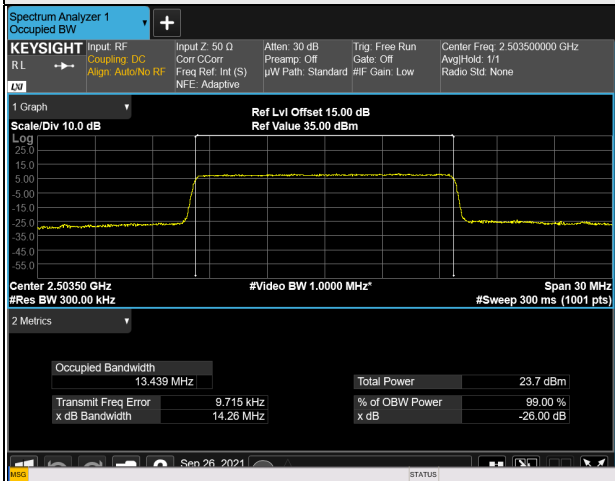 Spectrum Analyzer 1
Occupied BW
KEYSIGHT
R L
LXI
Input: RF
Coupling: DC
Align: Auto/No RF
Input Z: 50 Ω
Corr CCorr
Freq Ref: Int (S)
NFE: Adaptive
Atten: 30 dB
Preamp: Off
µW Path: Standard
Trig: Free Run
Gate: Off
#IF Gain: Low
Center Freq: 2.503500000 GHz
Avg|Hold: 1/1
Radio Std: None
1 Graph
Scale/Div 10.0 dB
Ref Lvl Offset 15.00 dB
Ref Value 35.00 dBm
Log
25.0
15.0
5.00
-5.00
-15.0
-25.0
-35.0
-45.0
-55.0
Center 2.50350 GHz
#Res BW 300.00 kHz
#Video BW 1.0000 MHz*
Span 30 MHz
#Sweep 300 ms (1001 pts)
2 Metrics
Occupied Bandwidth
13.439 MHz
Transmit Freq Error 9.715 kHz
x dB Bandwidth 14.26 MHz
Total Power 23.7 dBm
% of OBW Power 99.00 %
x dB -26.00 dB
Sep 26, 2021
MSG
STATUS